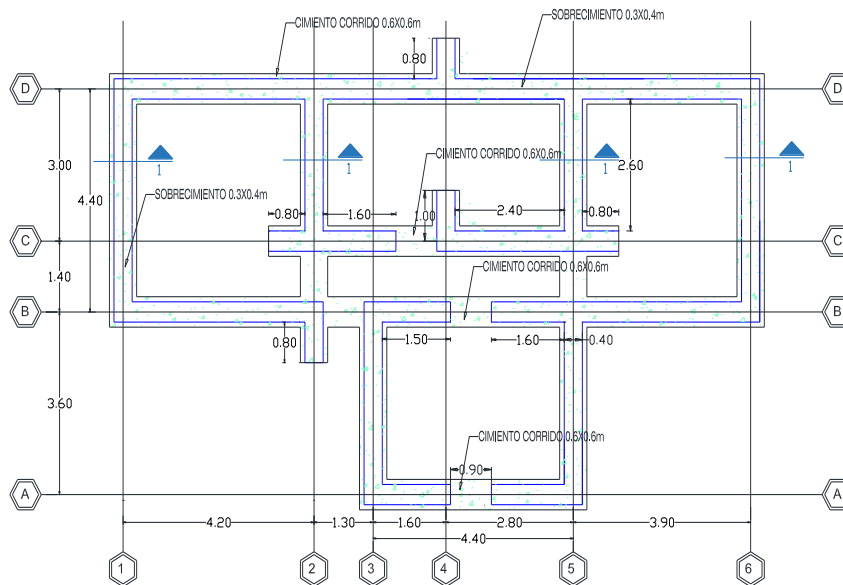 CIMIENTO CORRIDO 0.6X0.6m
SOBRECIMIENTO 0.3X0.4m
0.80
D
D
3.00
4.40
1
1
1
1
CIMIENTO CORRIDO 0.6X0.6m
2.60
SOBRECIMIENTO 0.3X0.4m
0.80
1.60
1.00
2.40
0.80
C
C
1.40
CIMIENTO CORRIDO 0.6X0.6m
B
B
0.80
1.50
1.60
0.40
3.60
CIMIENTO CORRIDO 0.6X0.6m
0.90
A
A
4.20
1.30
1.60
2.80
3.90
4.40
1
2
3
4
5
6